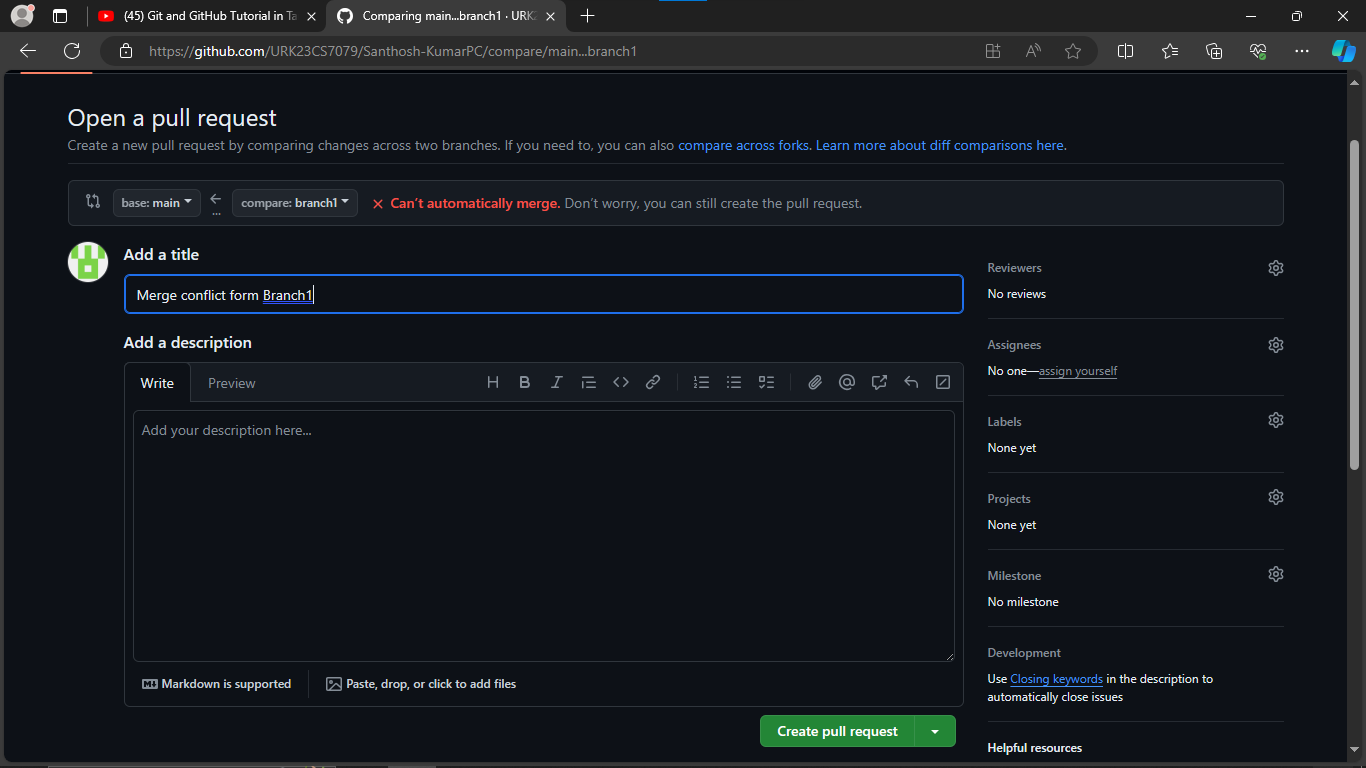 (45) Git and GitHub Tutorial in Ta
Comparing main...branch1 · URK2
https://github.com/URK23CS7079/Santhosh-KumarPC/compare/main...branch1
Open a pull request
Create a new pull request by comparing changes across two branches. If you need to, you can also compare across forks. Learn more about diff comparisons here.
base: main
...
compare: branch1
Can't automatically merge. Don't worry, you can still create the pull request.
Add a title
Merge conflict form Branch1
Add a description
Write
Preview
Add your description here...
Markdown is supported
Paste, drop, or click to add files
Create pull request
Reviewers
No reviews
Assignees
No one—assign yourself
Labels
None yet
Projects
None yet
Milestone
No milestone
Development
Use Closing keywords in the description to
automatically close issues
Helpful resources